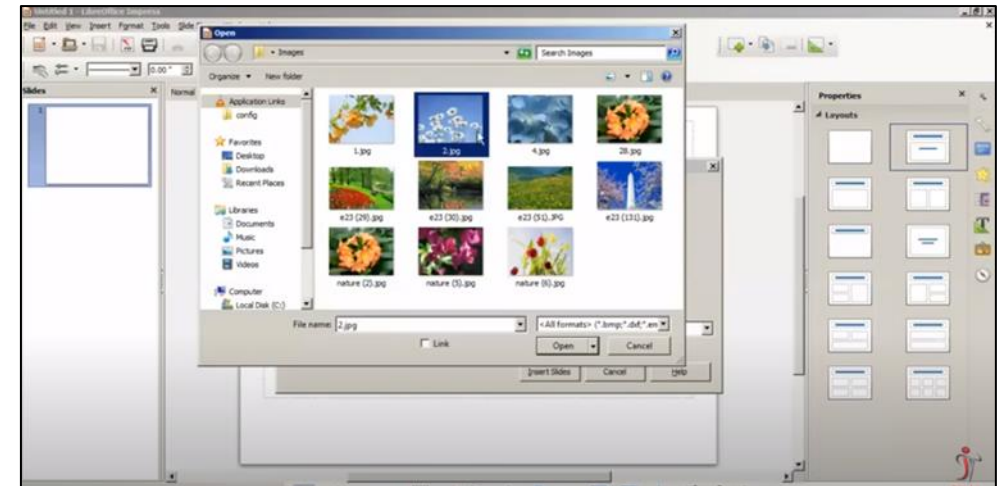 Untitled 1 - LibreOffice Impress
File Edit View Insert Format Tools Slide
Open
Images
Search Images
Organize New folder
0.00"
Slides
Normal
Properties
Layouts
1
Application Links
config
Favorites
Desktop
Downloads
Recent Places
Libraries
Documents
Music
Pictures
Videos
Computer
Local Disk (C:)
1.jpg 2.jpg 4.jpg 28.jpg
e23 (29).jpg e23 (30).jpg e23 (51).JPG e23 (131).jpg
nature (2).jpg nature (5).jpg nature (6).jpg
File name: 2.jpg
<All formats> (*.bmp;*.dxf;*.em
Link
Open Cancel
Insert Slides Cancel Help